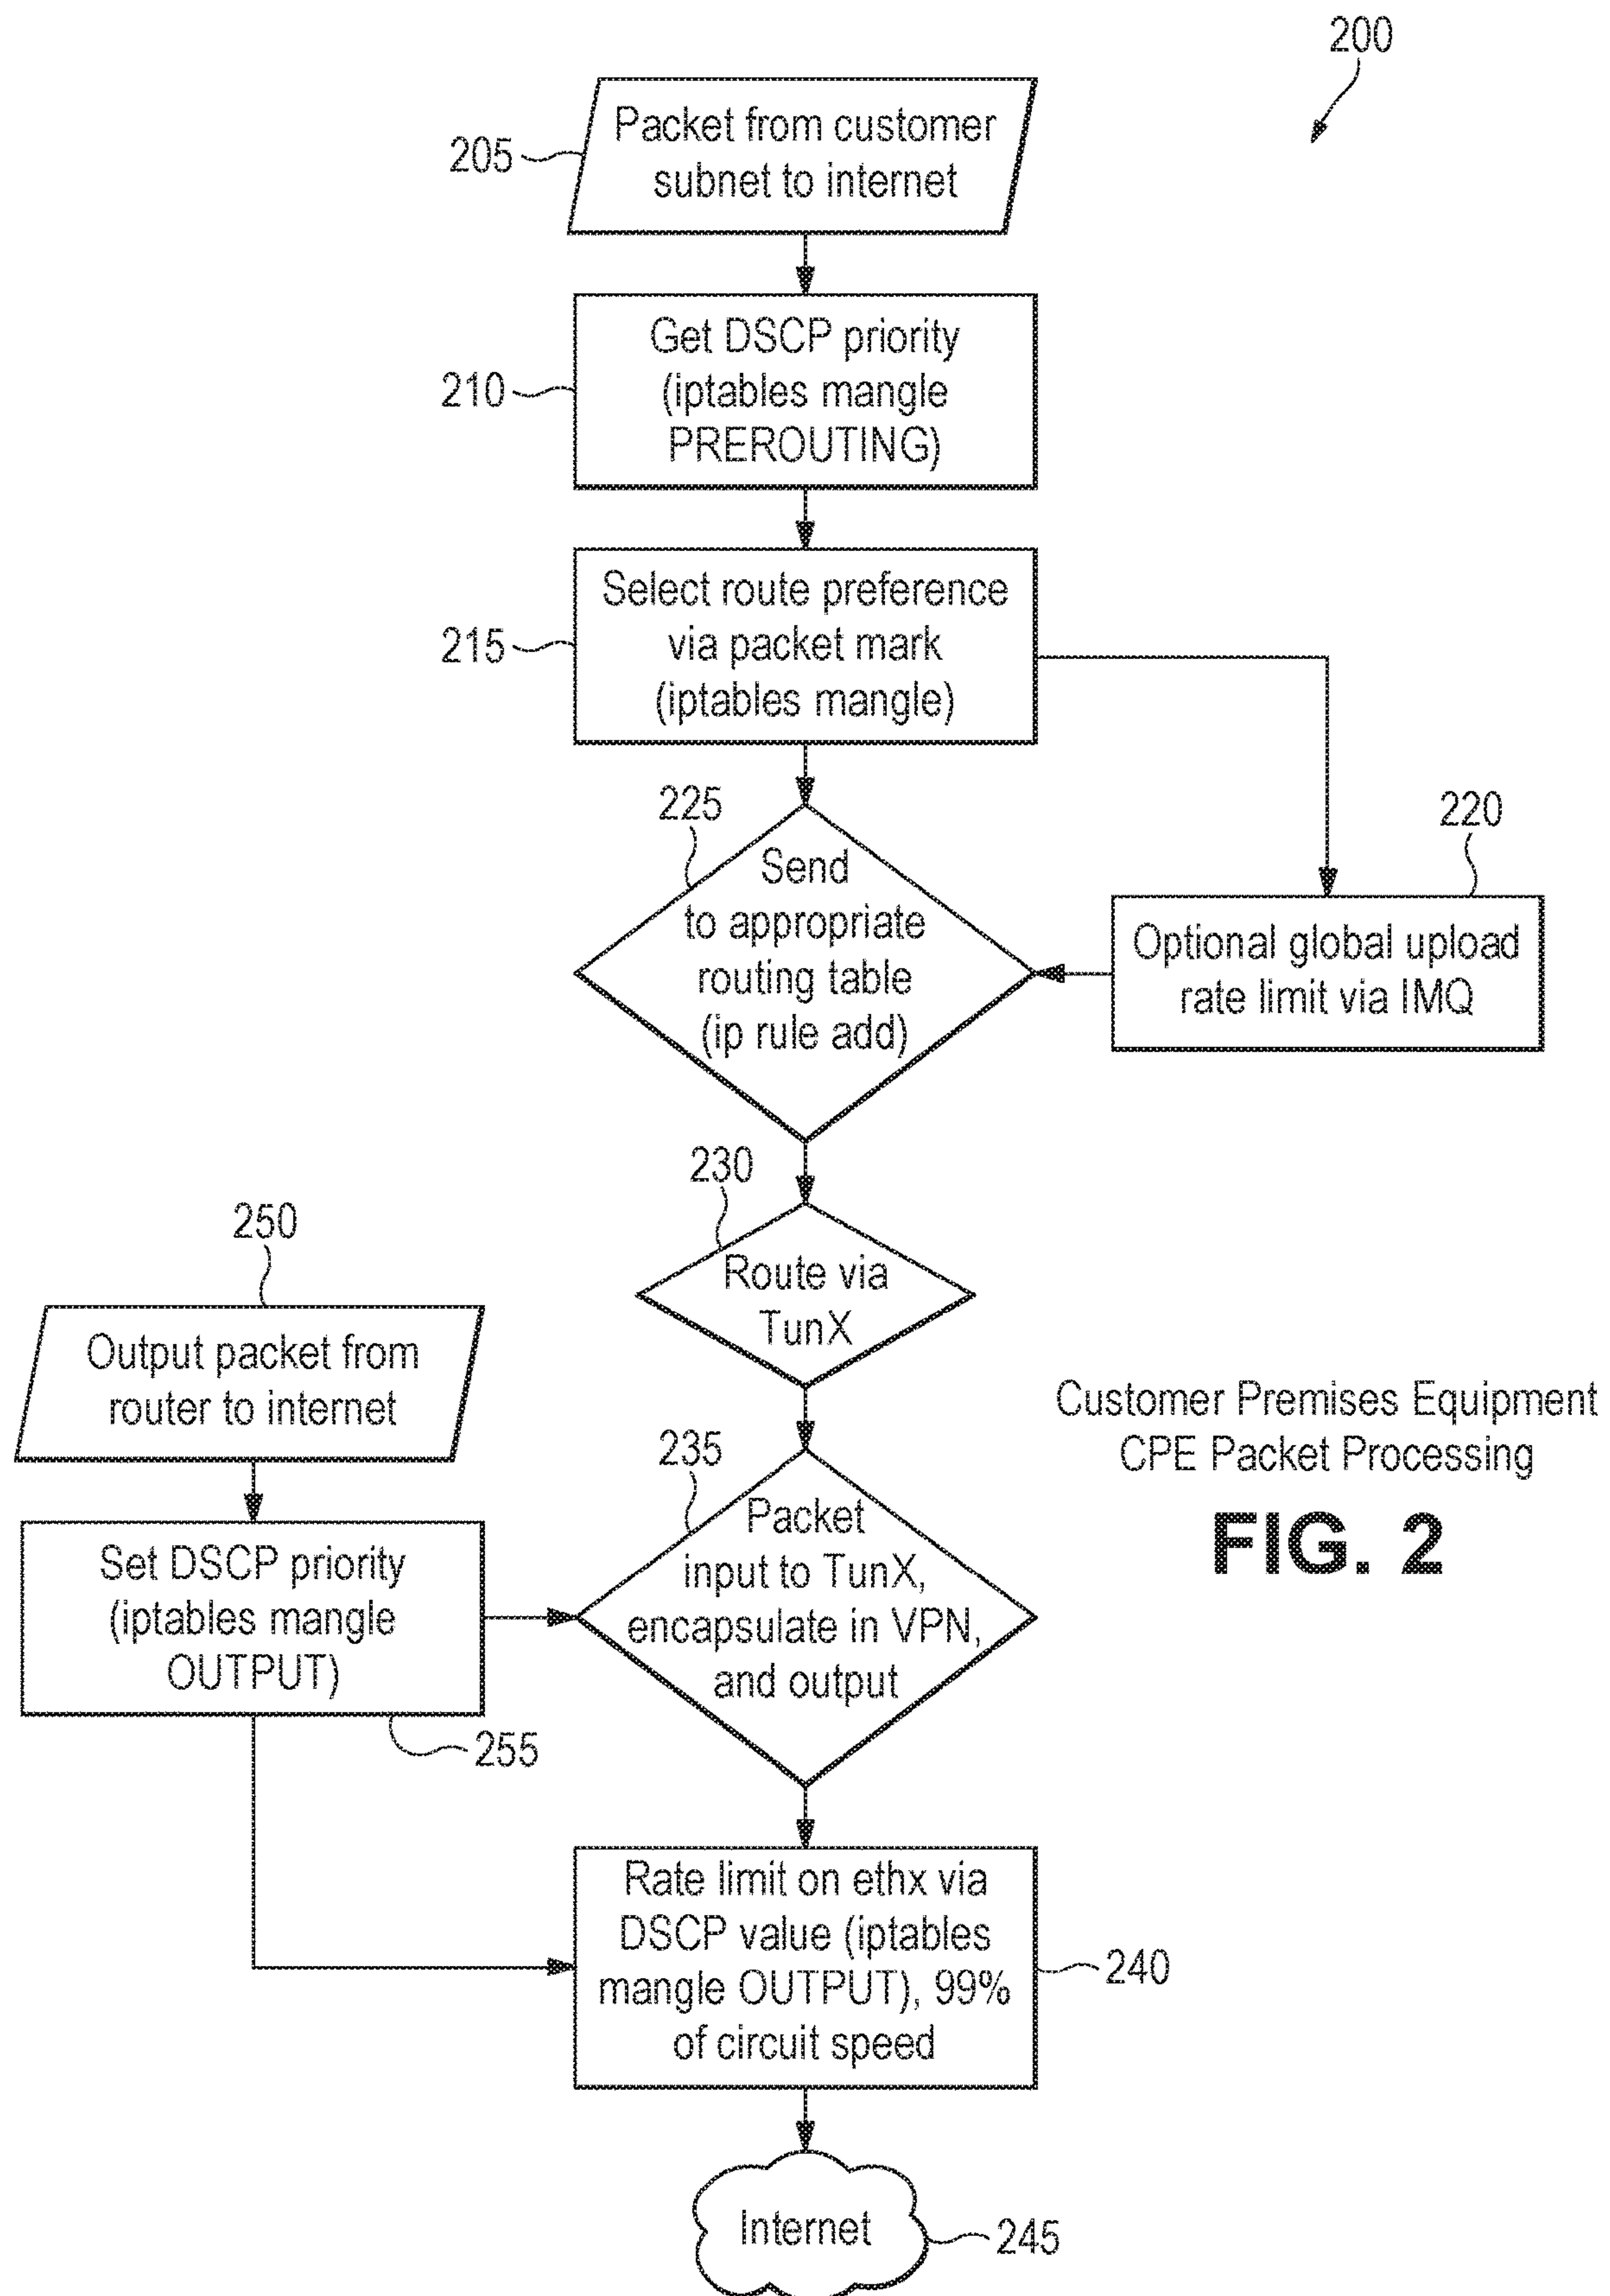 200
205
Packet from customer
subnet to internet
210
Get DSCP priority
(iptables mangle
PREROUTING)
215
Select route preference
via packet mark
(iptables mangle)
225
Send
to appropriate
routing table
(ip rule add)
220
Optional global upload
rate limit via IMQ
230
Route via
TunX
250
Output packet from
router to internet
235
Packet
input to TunX,
encapsulate in VPN,
and output
Set DSCP priority
(iptables mangle
OUTPUT)
255
Customer Premises Equipment
CPE Packet Processing
FIG. 2
Rate limit on ethx via
DSCP value (iptables
mangle OUTPUT), 99%
of circuit speed
240
Internet
245